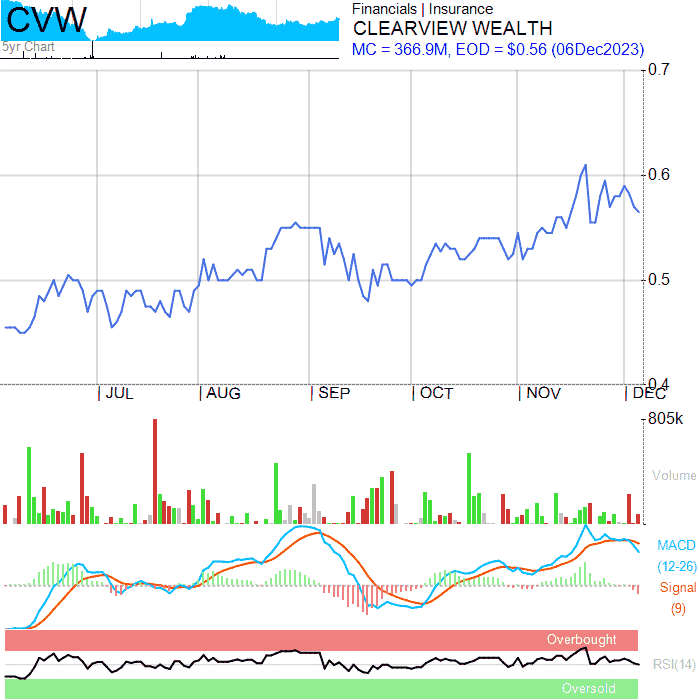 CVW
5yr Chart
Financials | Insurance
CLEARVIEW WEALTH
MC = 366.9M, EOD = $0.56 (06Dec2023)
0.7
0.6
0.5
0.4
JUL
AUG
SEP
OCT
NOV
DEC
805k
Volume
MACD
(12-26)
Signal
(9)
Overbought
RSI(14)
Oversold